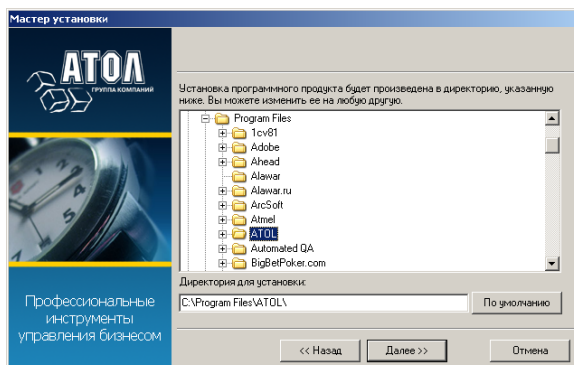 Мастер установки
АТОЛ
ГРУППА КОМПАНИЙ
Установка программного продукта будет произведена в директорию, указанную
ниже. Вы можете изменить ее на любую другую.
Program Files
1cv81
Adobe
Ahead
Alawar
Alawar.ru
ArcSoft
Atmel
ATOL
Automated QA
BigBetPoker.com
Директория для установки:
C:\Program Files\ATOL\
По умолчанию
Профессиональные
инструменты
управления бизнесом
<< Назад
Далее >>
Отмена